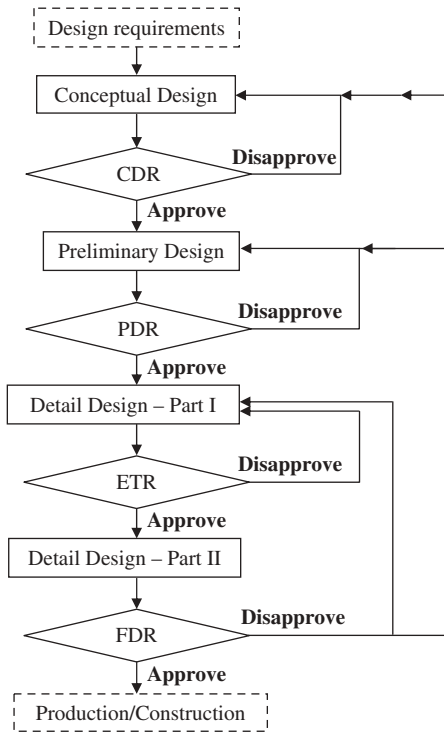 Design requirements
Conceptual Design
Disapprove
CDR
Approve
Preliminary Design
Disapprove
PDR
Approve
Detail Design – Part I
Disapprove
ETR
Approve
Detail Design – Part II
Disapprove
FDR
Approve
Production/Construction